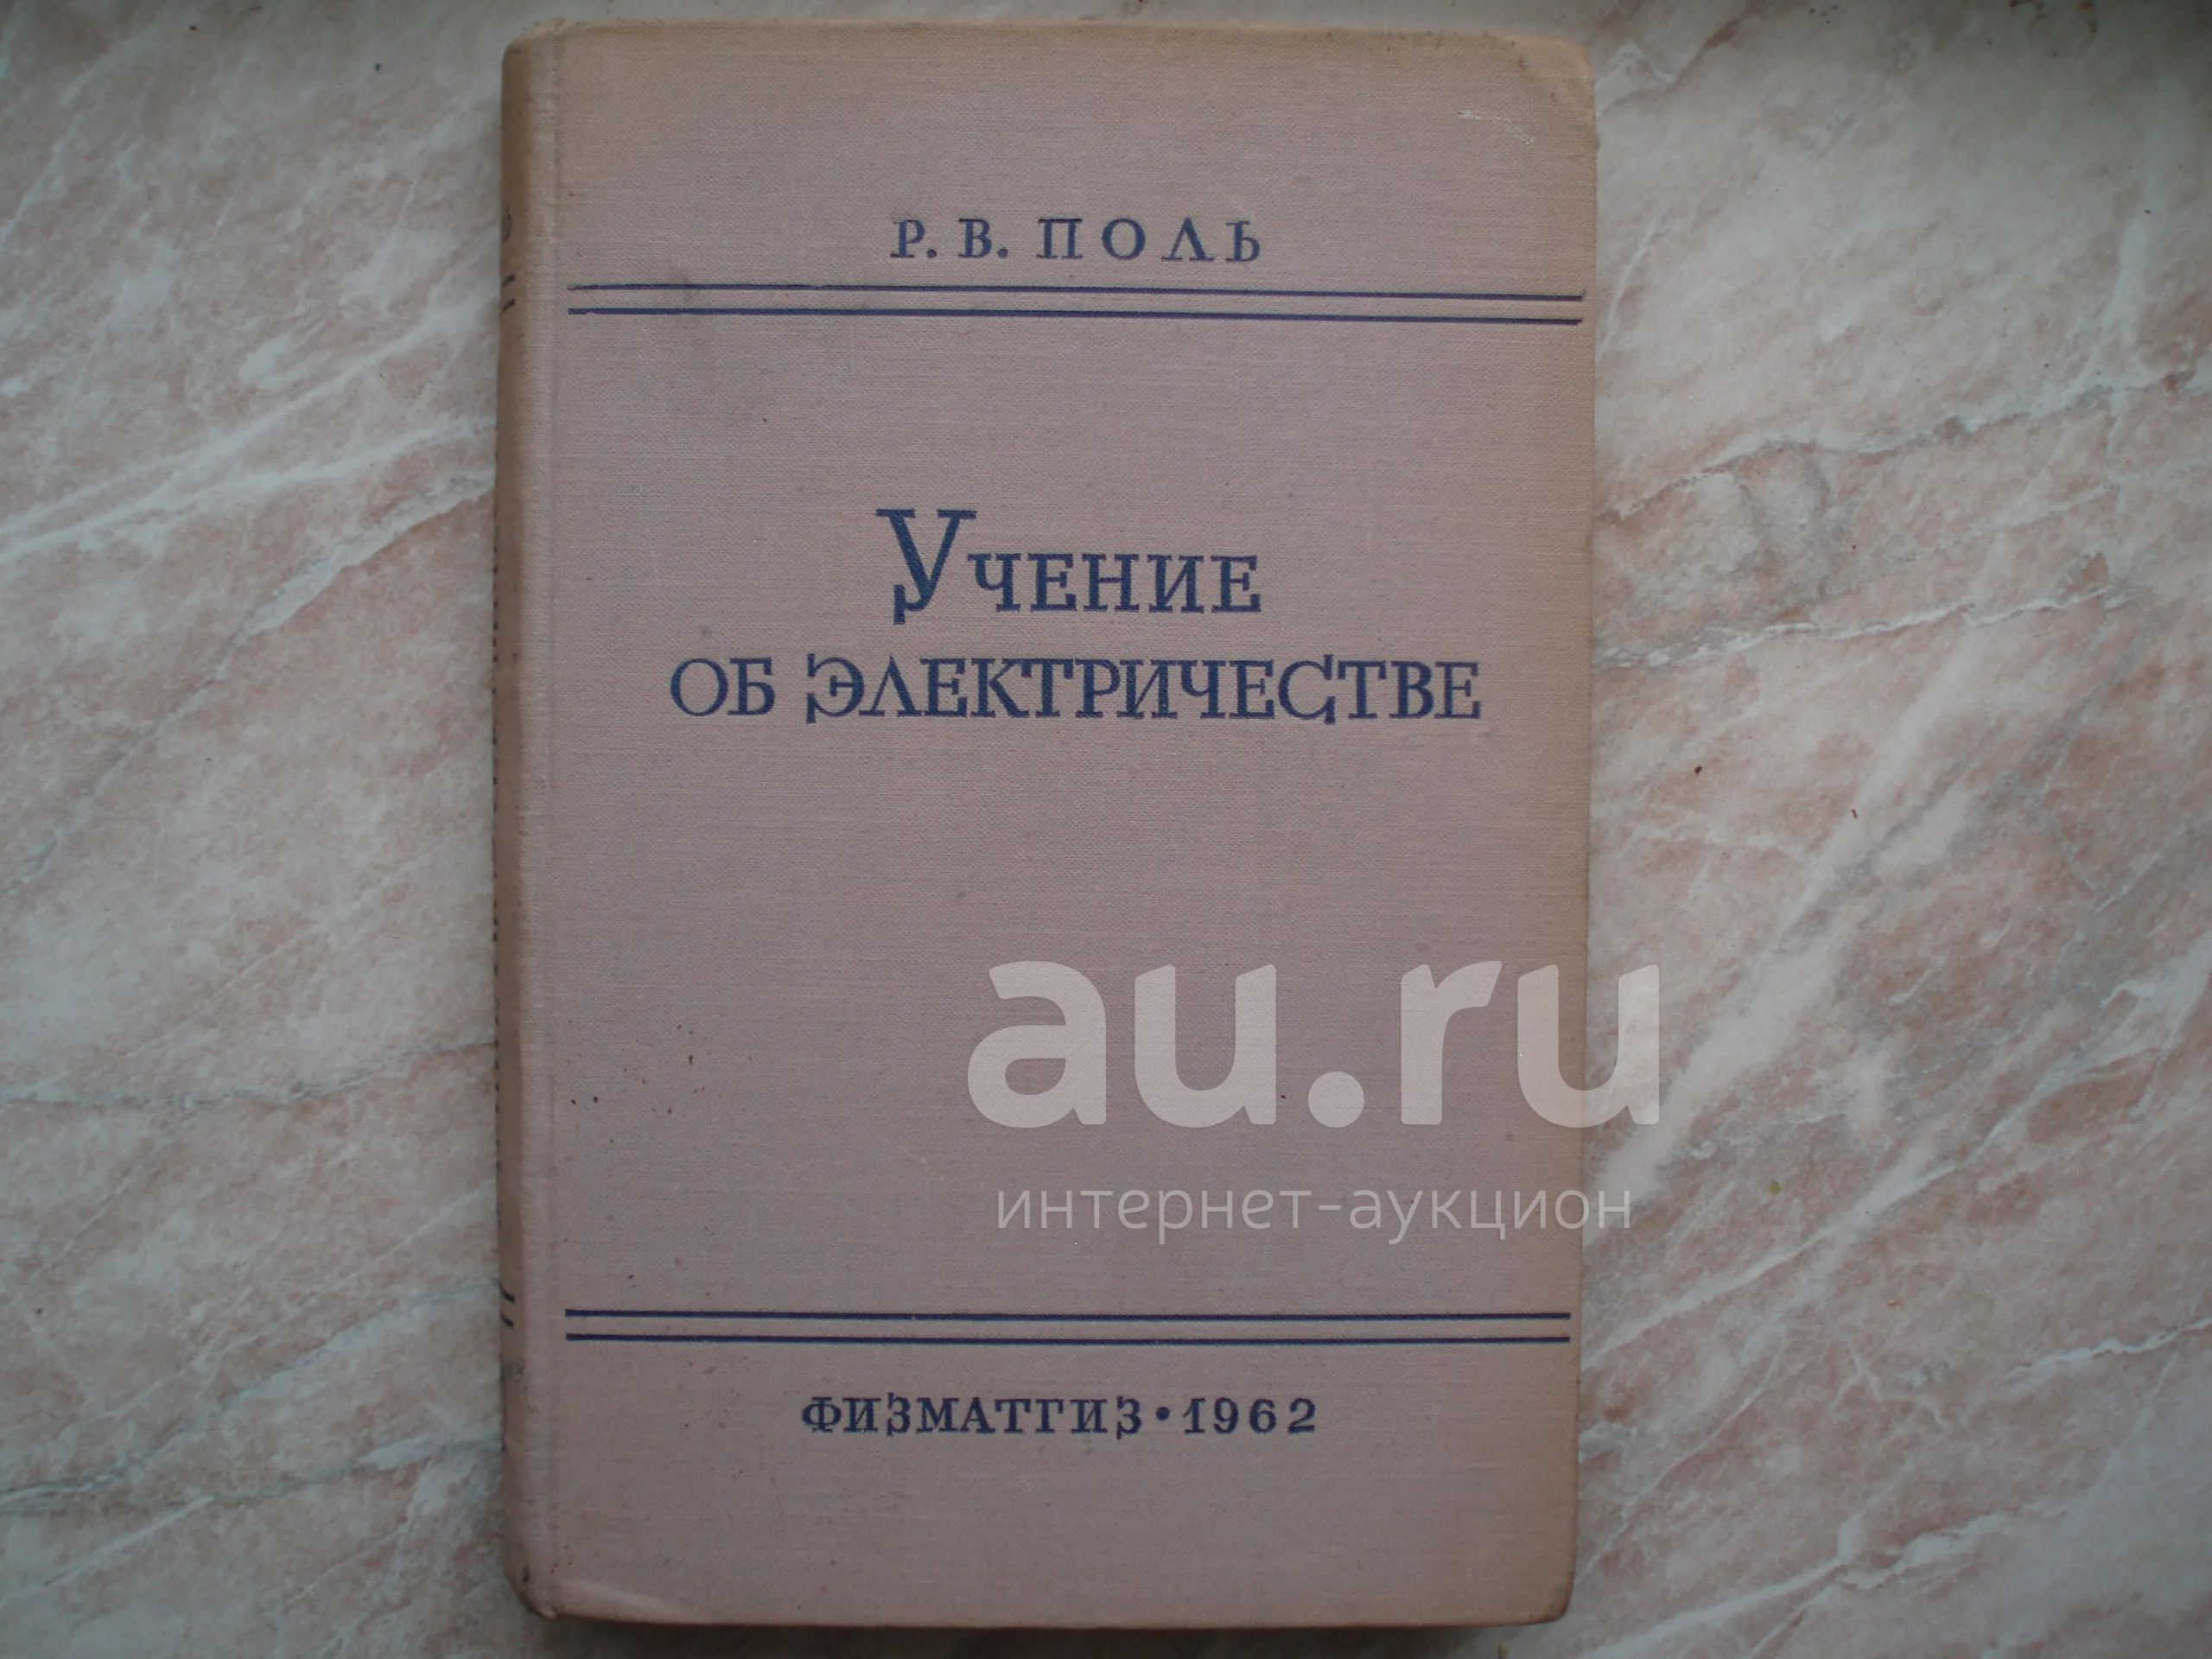 Р. В. ПОЛЬ
УЧЕНИЕ
ОБ ЭЛЕКТРИЧЕСТВЕ
au.ru
интернет-аукцион
ФИЗМАТГИЗ • 1962